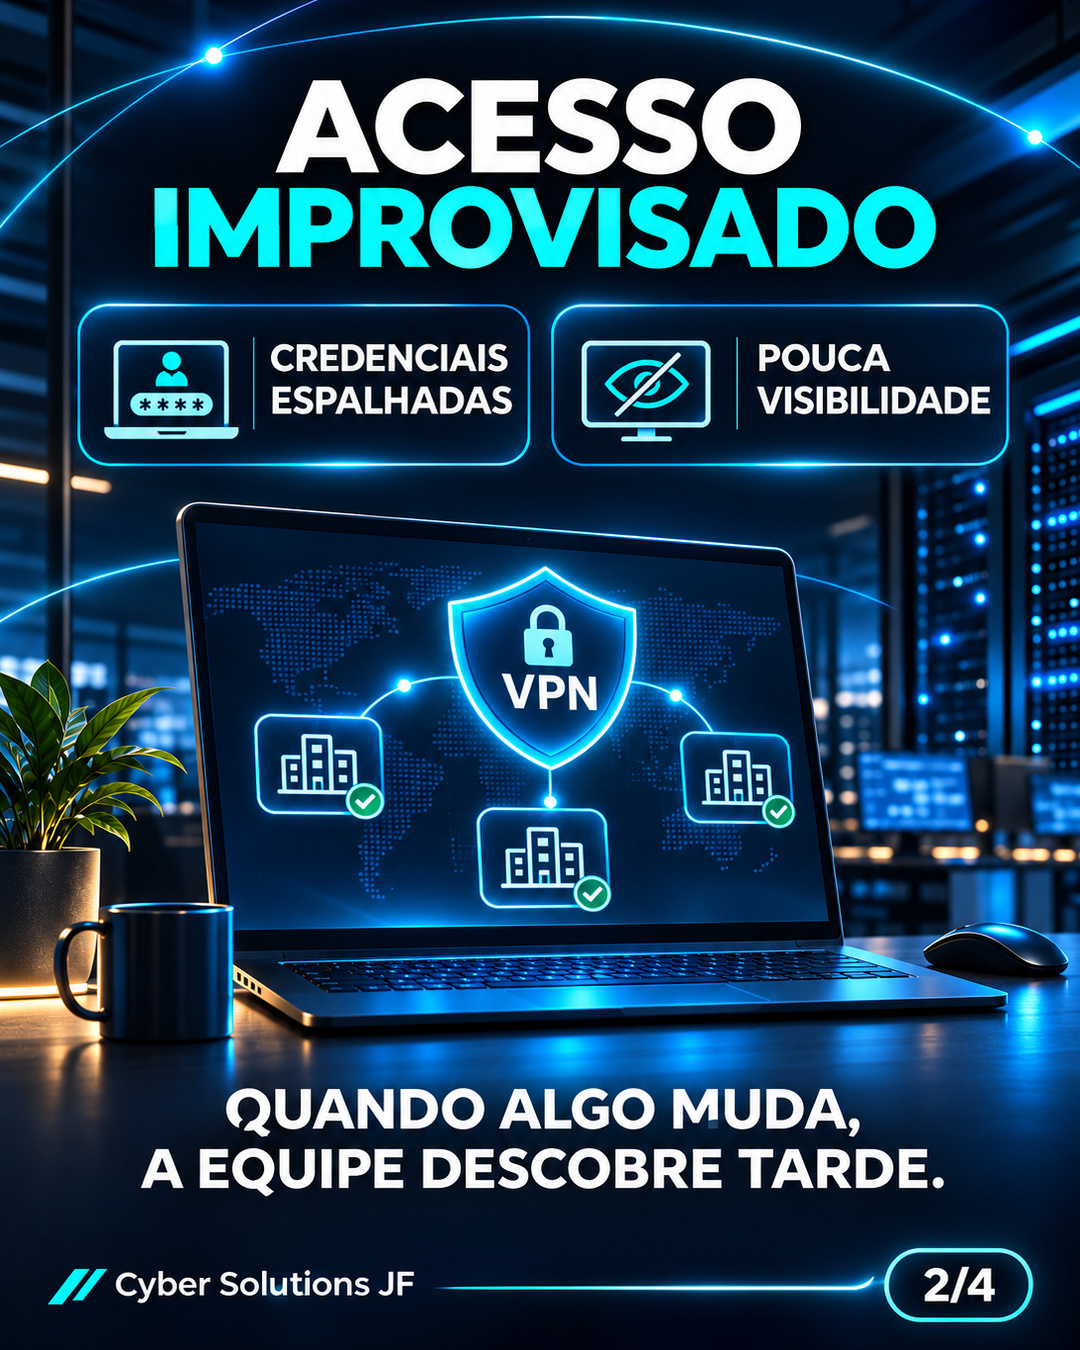 ACESSO
IMPROVISADO
CREDENCIAIS
ESPALHADAS
****
POUCA
VISIBILIDADE
VPN
QUANDO ALGO MUDA,
A EQUIPE DESCOBRE TARDE.
Cyber Solutions JF
2/4